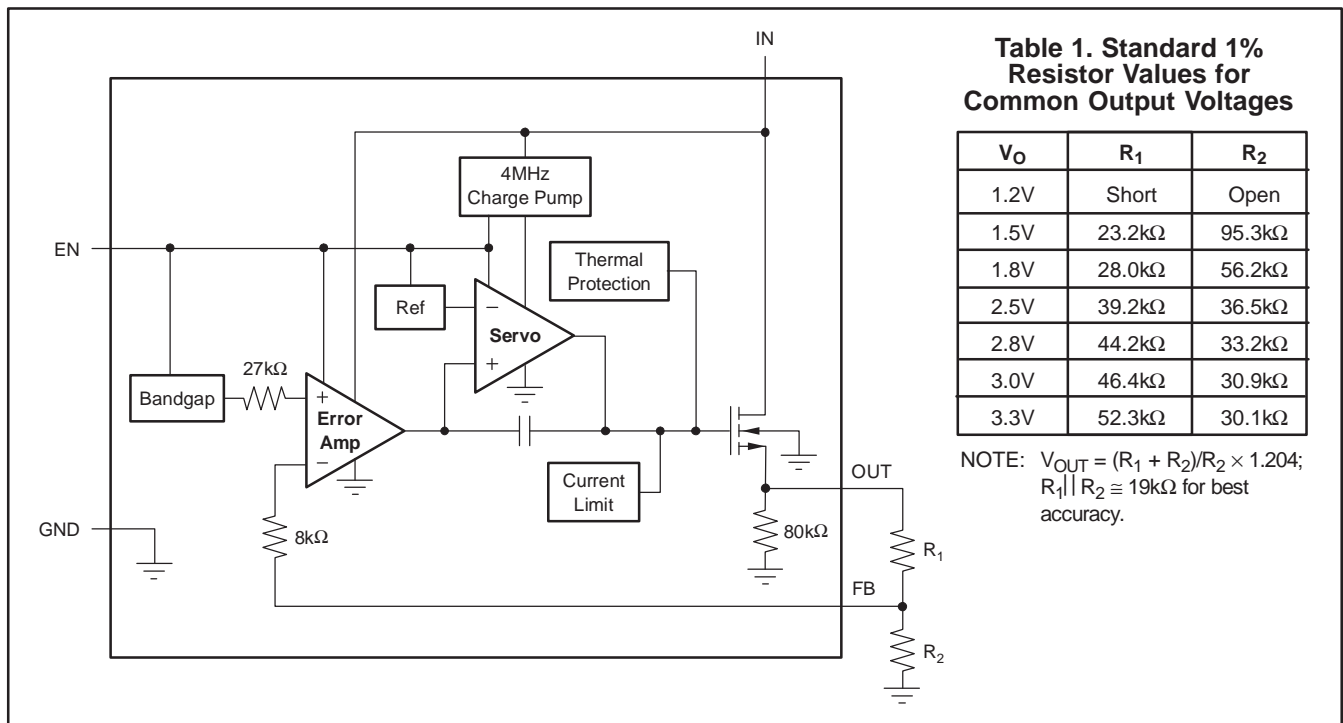 IN
4MHz
Charge Pump
EN
Thermal
Protection
Ref
−
Servo
+
27kΩ
Bandgap
+
Error
Amp
−
Current
Limit
OUT
GND
8kΩ
80kΩ
R1
FB
R2
Table 1. Standard 1%
Resistor Values for
Common Output Voltages
VO R1 R2
1.2V Short Open
1.5V 23.2kΩ 95.3kΩ
1.8V 28.0kΩ 56.2kΩ
2.5V 39.2kΩ 36.5kΩ
2.8V 44.2kΩ 33.2kΩ
3.0V 46.4kΩ 30.9kΩ
3.3V 52.3kΩ 30.1kΩ
NOTE: VOUT = (R1 + R2)/R2 × 1.204;
R1|| R2 ≅ 19kΩ for best
accuracy.